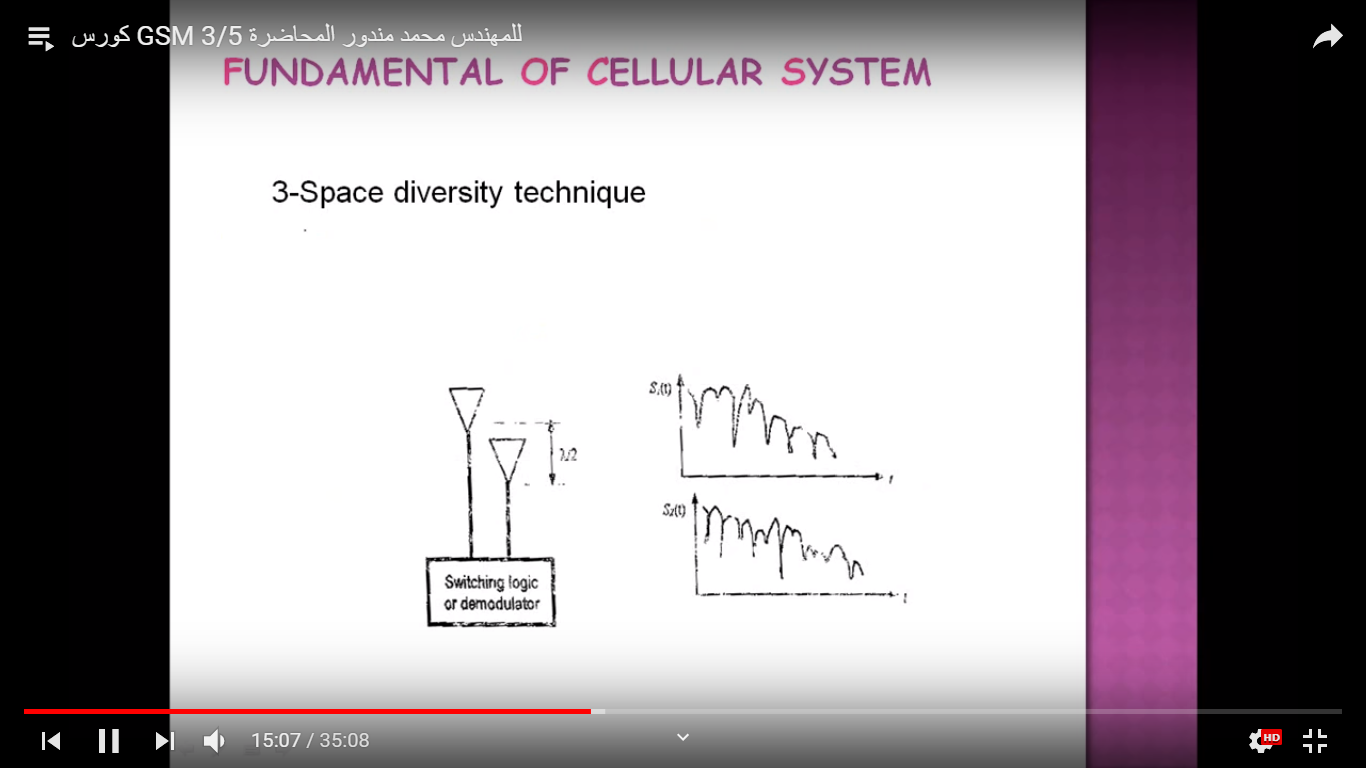 كورس GSM 3/5 للمهندس محمد مندور المحاضرة
FUNDAMENTAL OF CELLULAR SYSTEM
3-Space diversity technique
λ/2
Switching logic
or demodulator
S₁(t)
t
S₂(t)
t
15:07 / 35:08
HD